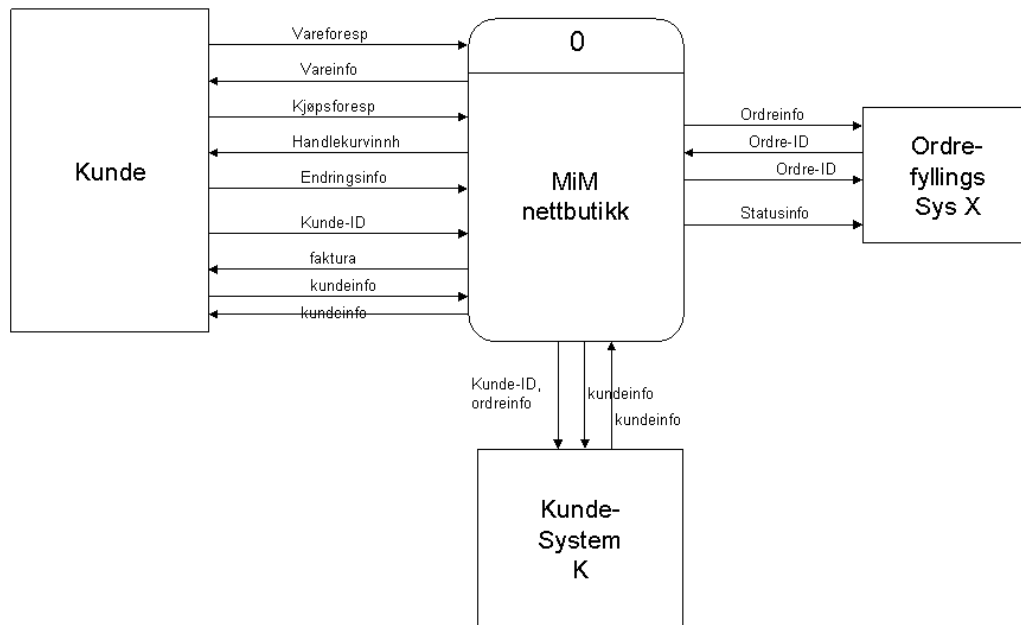 Vareforesp
Vareinfo
Kjøpsforesp
Handlekurvinnh
Endringsinfo
Kunde-ID
faktura
kundeinfo
kundeinfo
Kunde
0
MiM
nettbutikk
Ordreinfo
Ordre-ID
Ordre-ID
Statusinfo
Ordre-
fyllings
Sys X
Kunde-ID,
ordreinfo
kundeinfo
kundeinfo
Kunde-
System
K